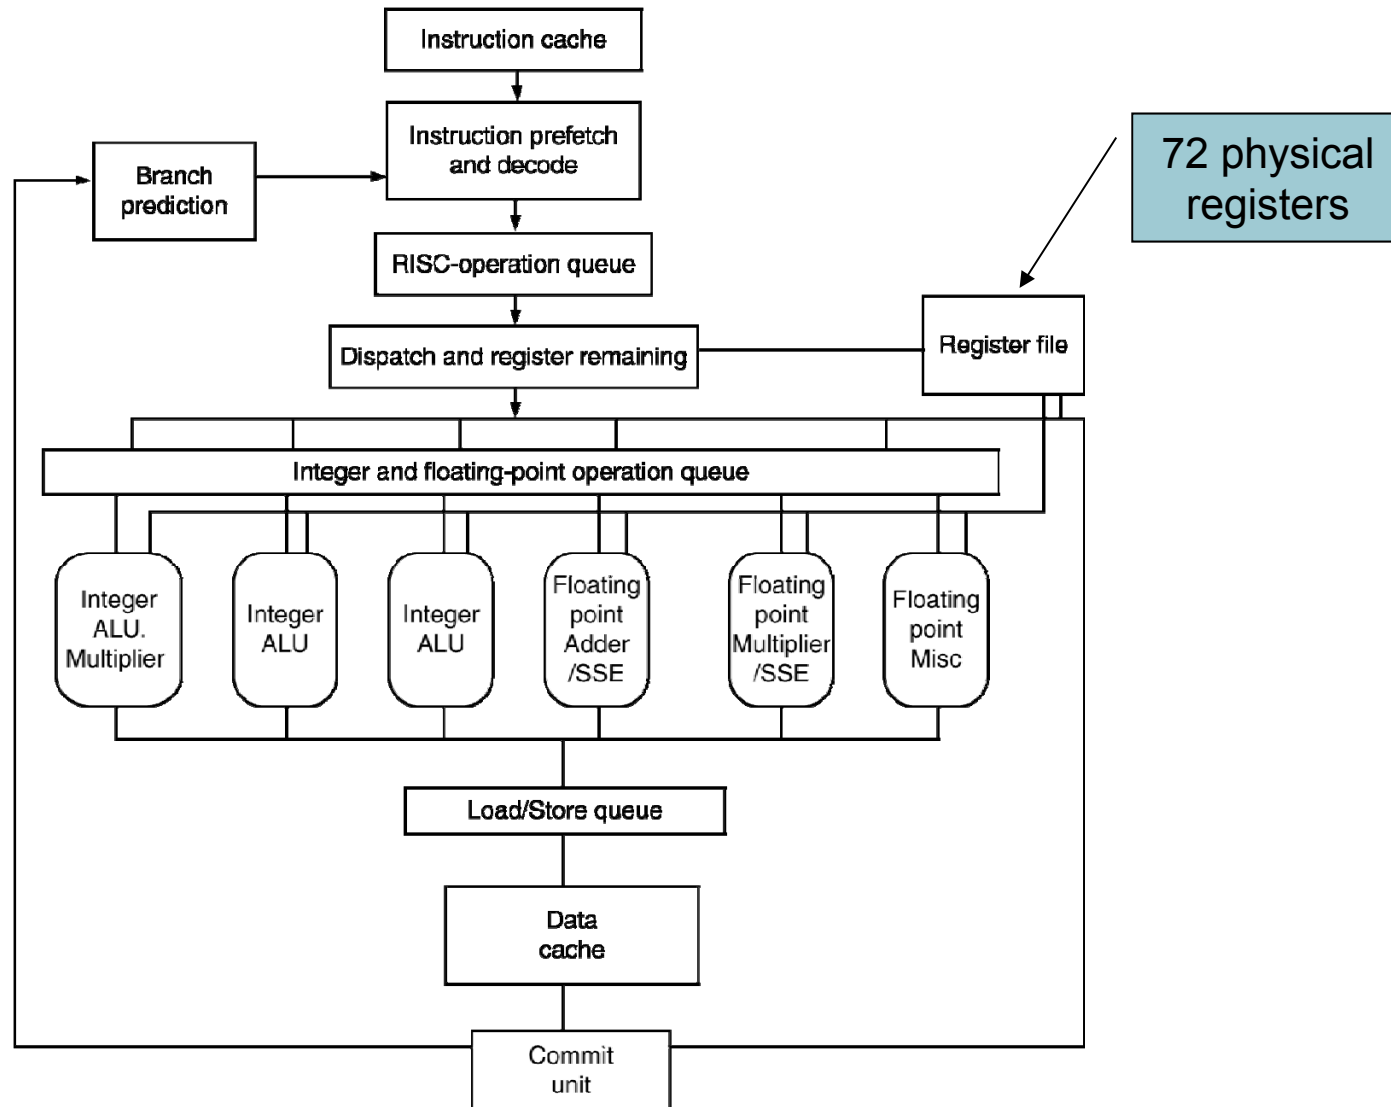 Instruction cache
Instruction prefetch
and decode
72 physical
registers
Branch
prediction
RISC-operation queue
Dispatch and register remaining
Register file
Integer and floating-point operation queue
Integer
ALU.
Multiplier
Integer
ALU
Integer
ALU
Floating
point
Adder
/SSE
Floating
point
Multiplier
/SSE
Floating
point
Misc
Load/Store queue
Data
cache
Commit
unit